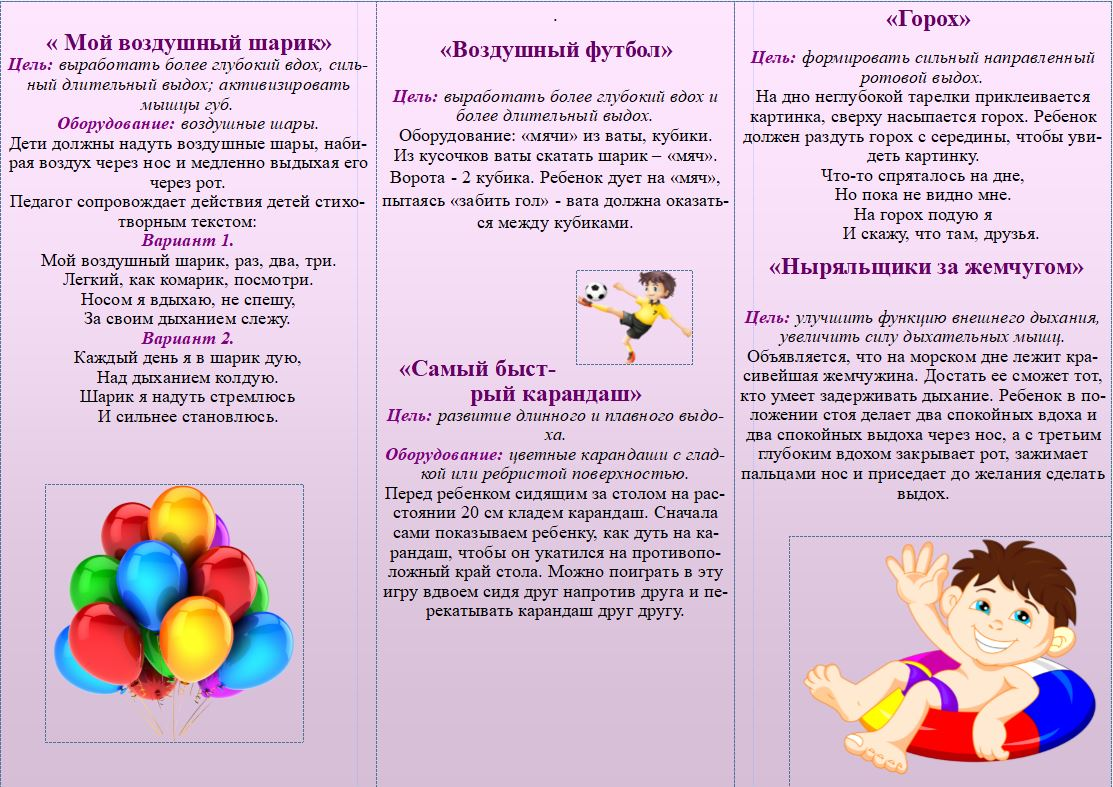 « Мой воздушный шарик»
Цель: выработать более глубокий вдох, силь-
ный длительный выдох; активизировать
мышцы губ.
Оборудование: воздушные шары.
Дети должны надуть воздушные шары, наби-
рая воздух через нос и медленно выдыхая его
через рот.
Педагог сопровождает действия детей стихо-
творным текстом:
Вариант 1.
Мой воздушный шарик, раз, два, три.
Легкий, как комарик, посмотри.
Носом я вдыхаю, не спешу,
За своим дыханием слежу.
Вариант 2.
Каждый день я в шарик дую,
Над дыханием колдую.
Шарик я надуть стремлюсь
И сильнее становлюсь.
.
«Воздушный футбол»
Цель: выработать более глубокий вдох и
более длительный выдох.
Оборудование: «мячи» из ваты, кубики.
Из кусочков ваты скатать шарик – «мяч».
Ворота - 2 кубика. Ребенок дует на «мяч»,
пытаясь «забить гол» - вата должна оказать-
ся между кубиками.
«Самый быст-
рый карандаш»
Цель: развитие длинного и плавного выдо-
ха.
Оборудование: цветные карандаши с глад-
кой или ребристой поверхностью.
Перед ребенком сидящим за столом на рас-
стоянии 20 см кладем карандаш. Сначала
сами показываем ребенку, как дуть на ка-
рандаш, чтобы он укатился на противопо-
ложный край стола. Можно поиграть в эту
игру вдвоем сидя друг напротив друга и пе-
рекатывать карандаш друг другу.
«Горох»
Цель: формировать сильный направленный
ротовой выдох.
На дно неглубокой тарелки приклеивается
картинка, сверху насыпается горох. Ребенок
должен раздуть горох с середины, чтобы уви-
деть картинку.
Что-то спряталось на дне,
Но пока не видно мне.
На горох подую я
И скажу, что там, друзья.
«Ныряльщики за жемчугом»
Цель: улучшить функцию внешнего дыхания,
увеличить силу дыхательных мышц.
Объявляется, что на морском дне лежит кра-
сивейшая жемчужина. Достать ее сможет тот,
кто умеет задерживать дыхание. Ребенок в по-
ложении стоя делает два спокойных вдоха и
два спокойных выдоха через нос, а с третьим
глубоким вдохом закрывает рот, зажимает
пальцами нос и приседает до желания сделать
выдох.